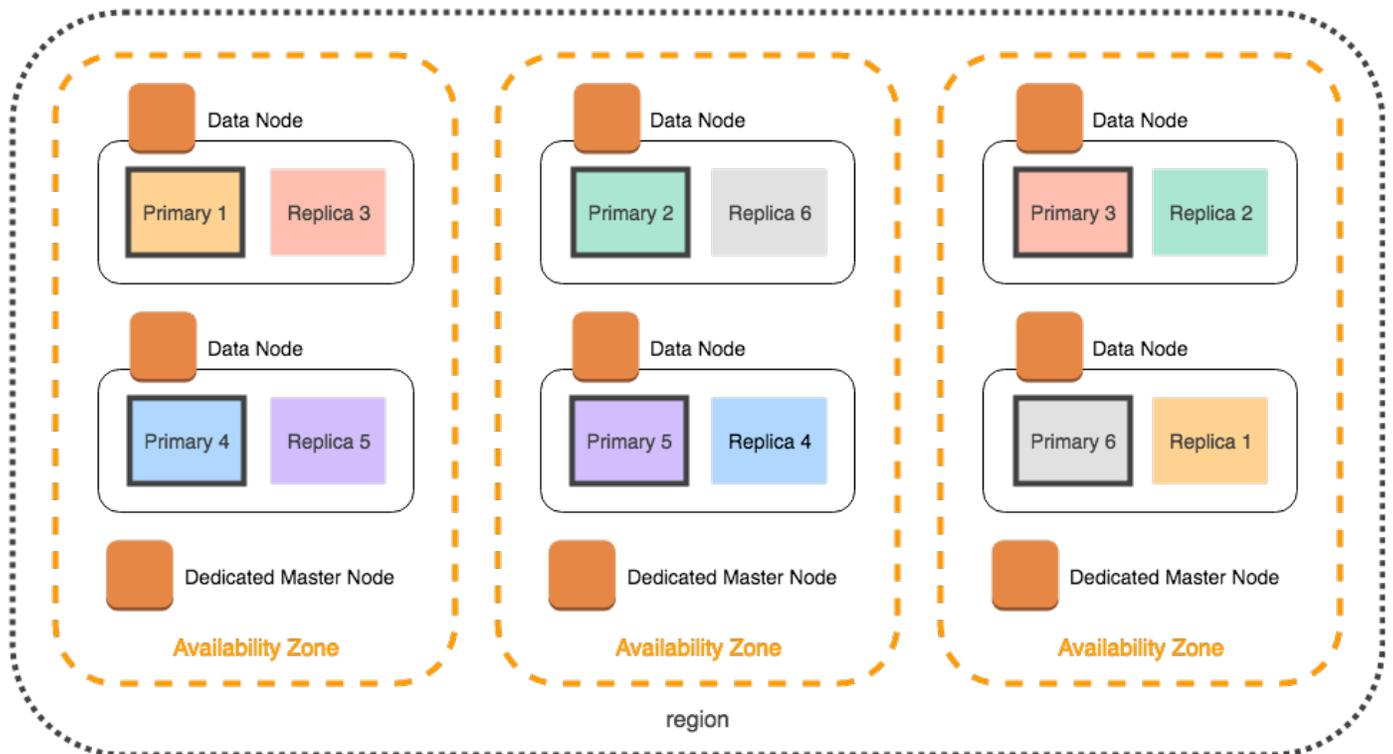 Data Node
Data Node
Data Node
Primary 1
Replica 3
Primary 2
Replica 6
Primary 3
Replica 2
Data Node
Data Node
Data Node
Primary 4
Replica 5
Primary 5
Replica 4
Primary 6
Replica 1
Dedicated Master Node
Dedicated Master Node
Dedicated Master Node
Availability Zone
Availability Zone
Availability Zone
region